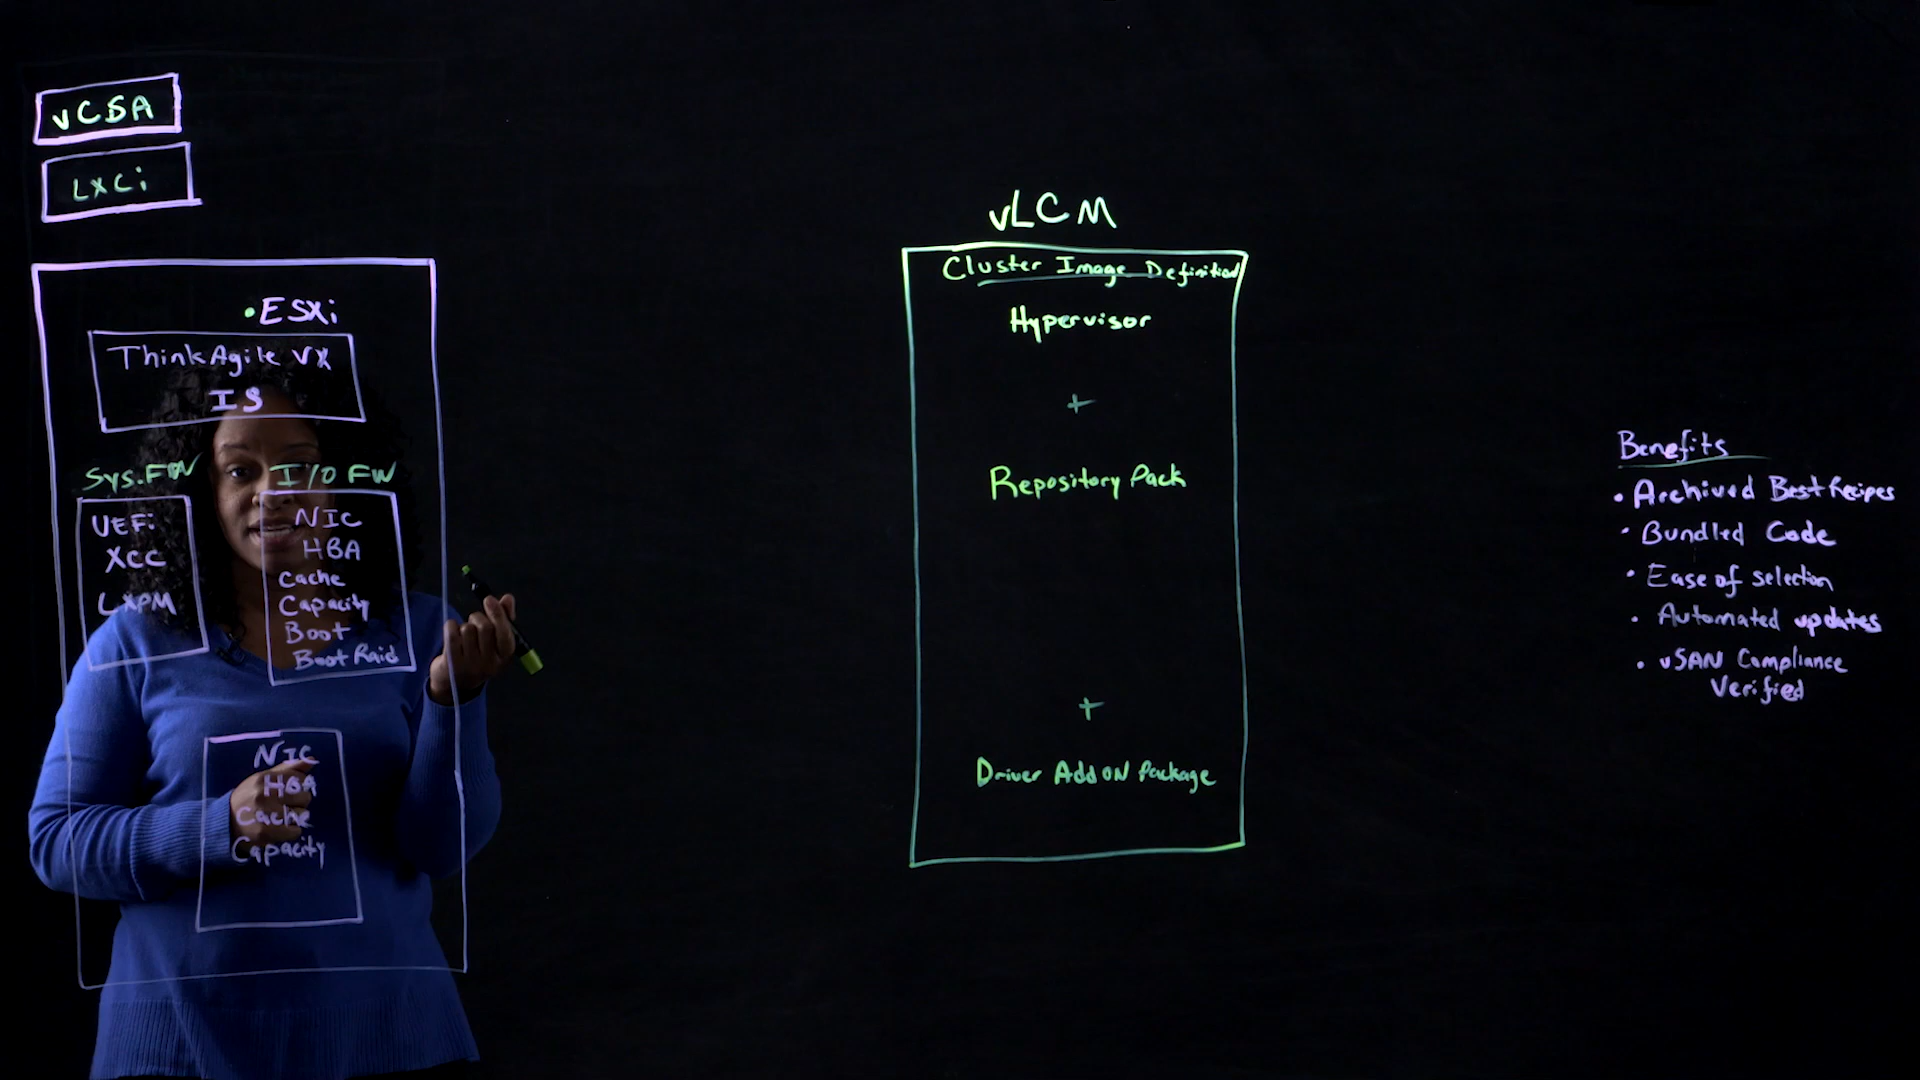 vCSA
LXCi
• ESXi
ThinkAgile VX
IS
Sys.FW
UEFi
XCC
LXPM
I/O FW
NIC
HBA
Cache
Capacity
Boot
Boot Raid
NIC
HBA
Cache
Capacity
vLCM
Cluster Image Definition
Hypervisor
+
Repository Pack
+
Driver Add ON Package
Benefits
• Archived Best Recipes
• Bundled Code
• Ease of selection
• Automated updates
• vSAN Compliance
Verified